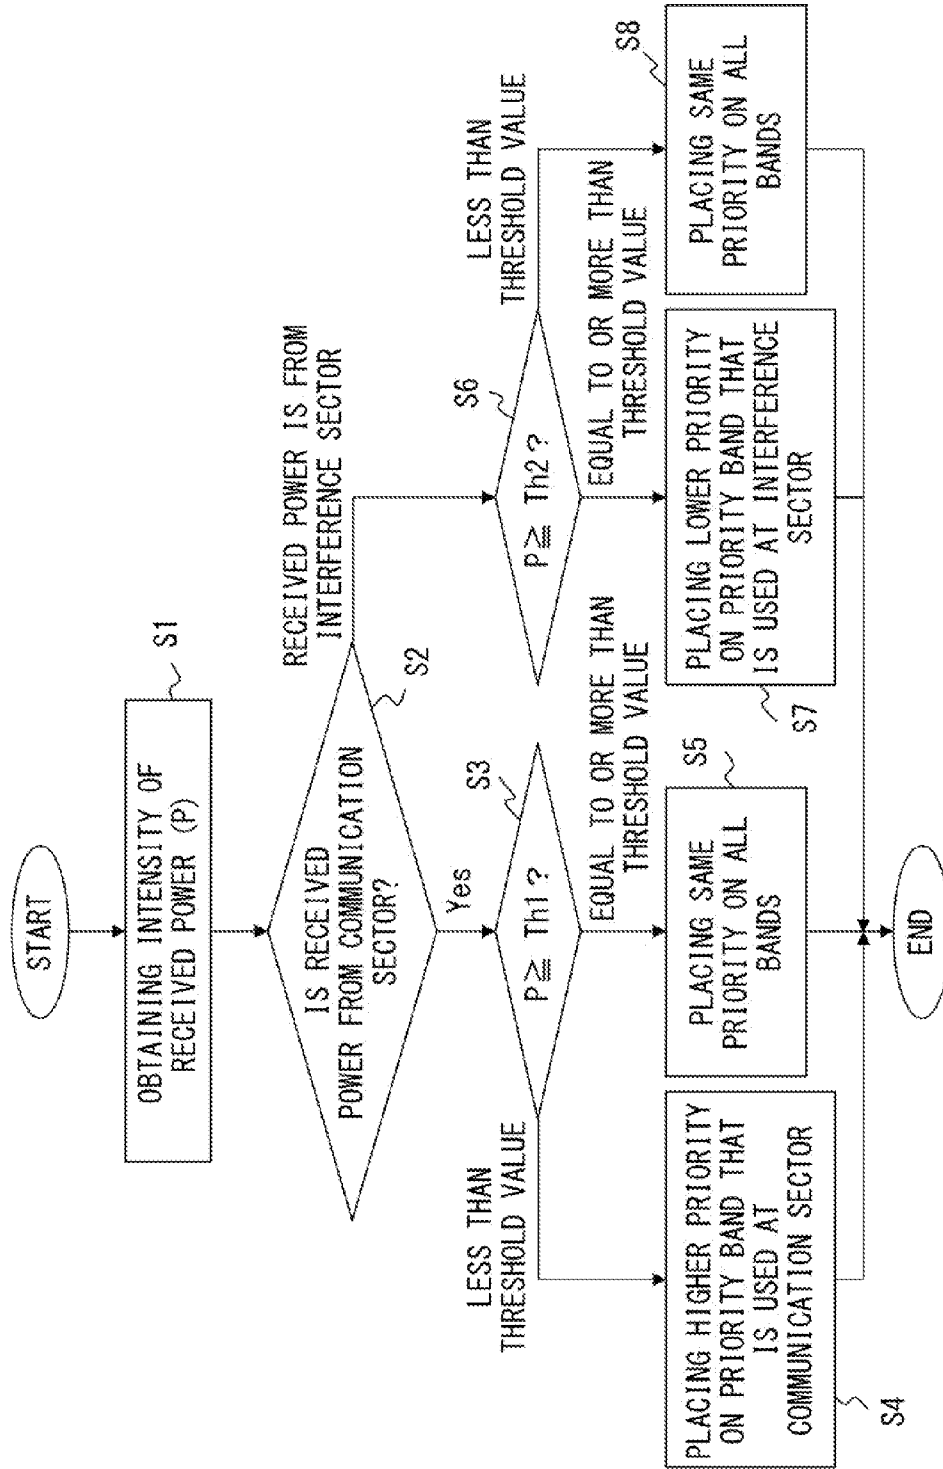 START
OBTAINING INTENSITY OF
RECEIVED POWER (P)
S1
IS RECEIVED
POWER FROM COMMUNICATION
SECTOR?
S2
RECEIVED POWER IS FROM
INTERFERENCE SECTOR
Yes
P≧ Th1?
S3
P≧ Th2?
S6
LESS THAN
THRESHOLD VALUE
EQUAL TO OR MORE THAN
THRESHOLD VALUE
EQUAL TO OR MORE THAN
THRESHOLD VALUE
LESS THAN
THRESHOLD VALUE
PLACING HIGHER PRIORITY
ON PRIORITY BAND THAT
IS USED AT
COMMUNICATION SECTOR
S4
PLACING SAME
PRIORITY ON ALL
BANDS
S5
PLACING LOWER PRIORITY
ON PRIORITY BAND THAT
IS USED AT INTERFERENCE
SECTOR
S7
PLACING SAME
PRIORITY ON ALL
BANDS
S8
END